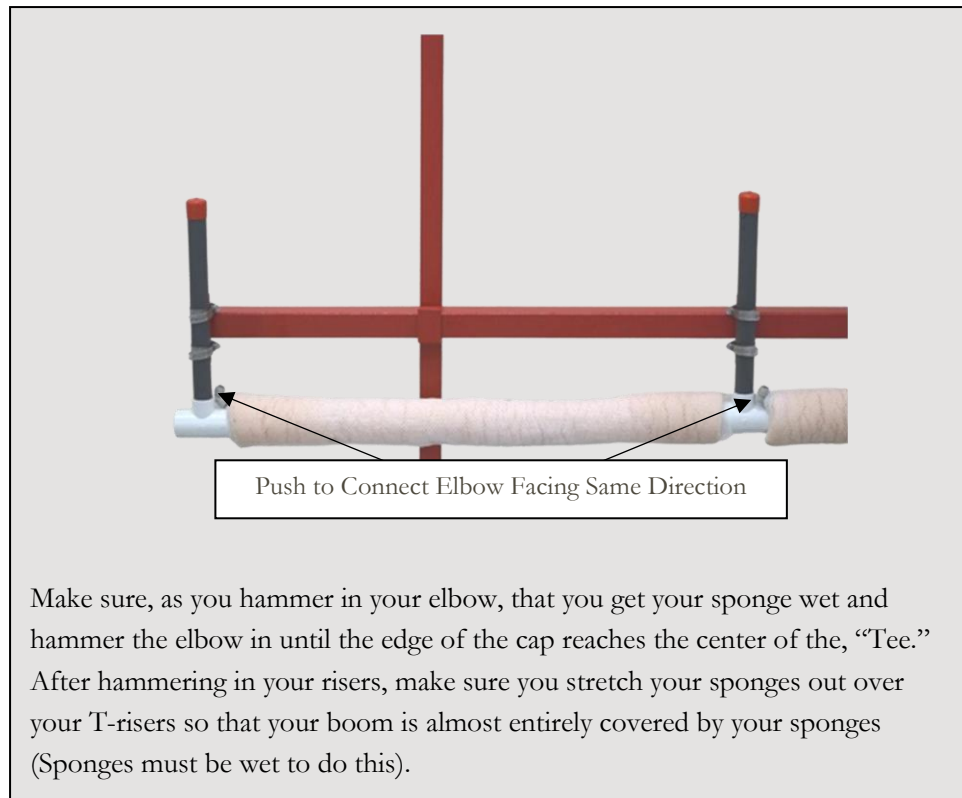 Push to Connect Elbow Facing Same Direction
Make sure, as you hammer in your elbow, that you get your sponge wet and
hammer the elbow in until the edge of the cap reaches the center of the, “Tee.”
After hammering in your risers, make sure you stretch your sponges out over
your T-risers so that your boom is almost entirely covered by your sponges
(Sponges must be wet to do this).